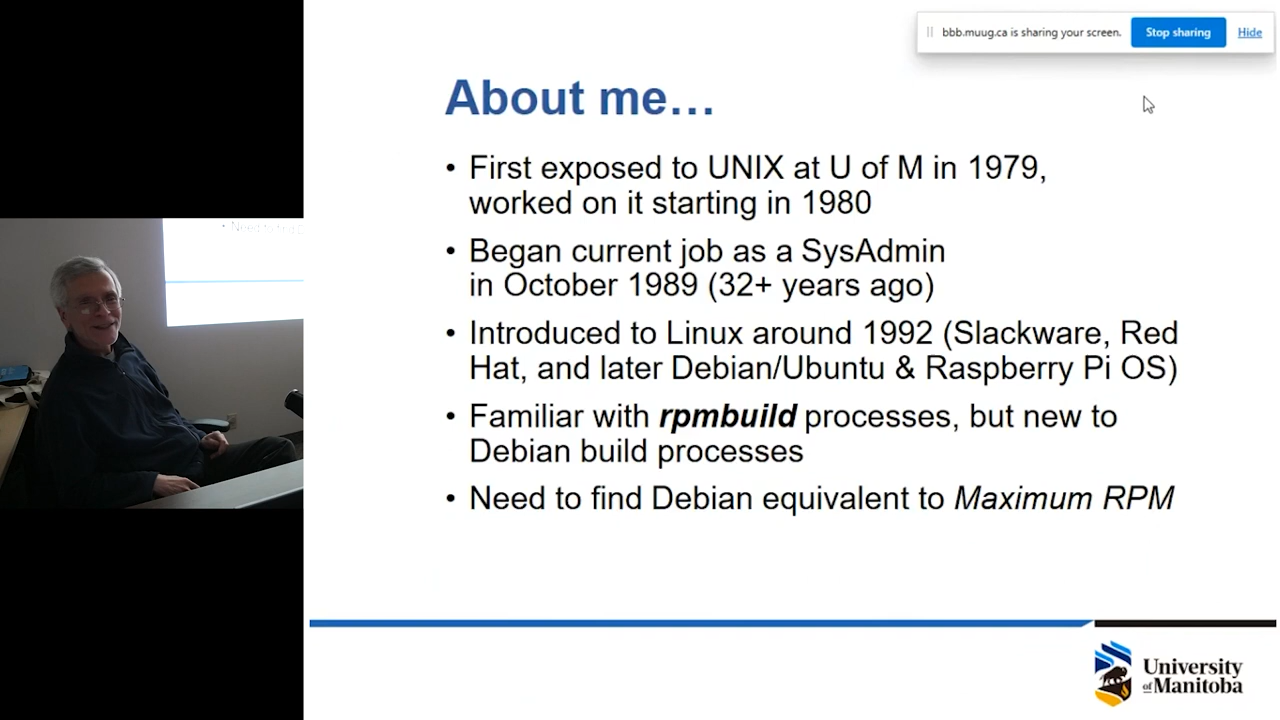 bbb.muug.ca is sharing your screen.
Stop sharing
Hide
About me…
• First exposed to UNIX at U of M in 1979,
worked on it starting in 1980
• Began current job as a SysAdmin
in October 1989 (32+ years ago)
• Introduced to Linux around 1992 (Slackware, Red
Hat, and later Debian/Ubuntu & Raspberry Pi OS)
• Familiar with rpmbuild processes, but new to
Debian build processes
• Need to find Debian equivalent to Maximum RPM
• Need to find
University
of Manitoba